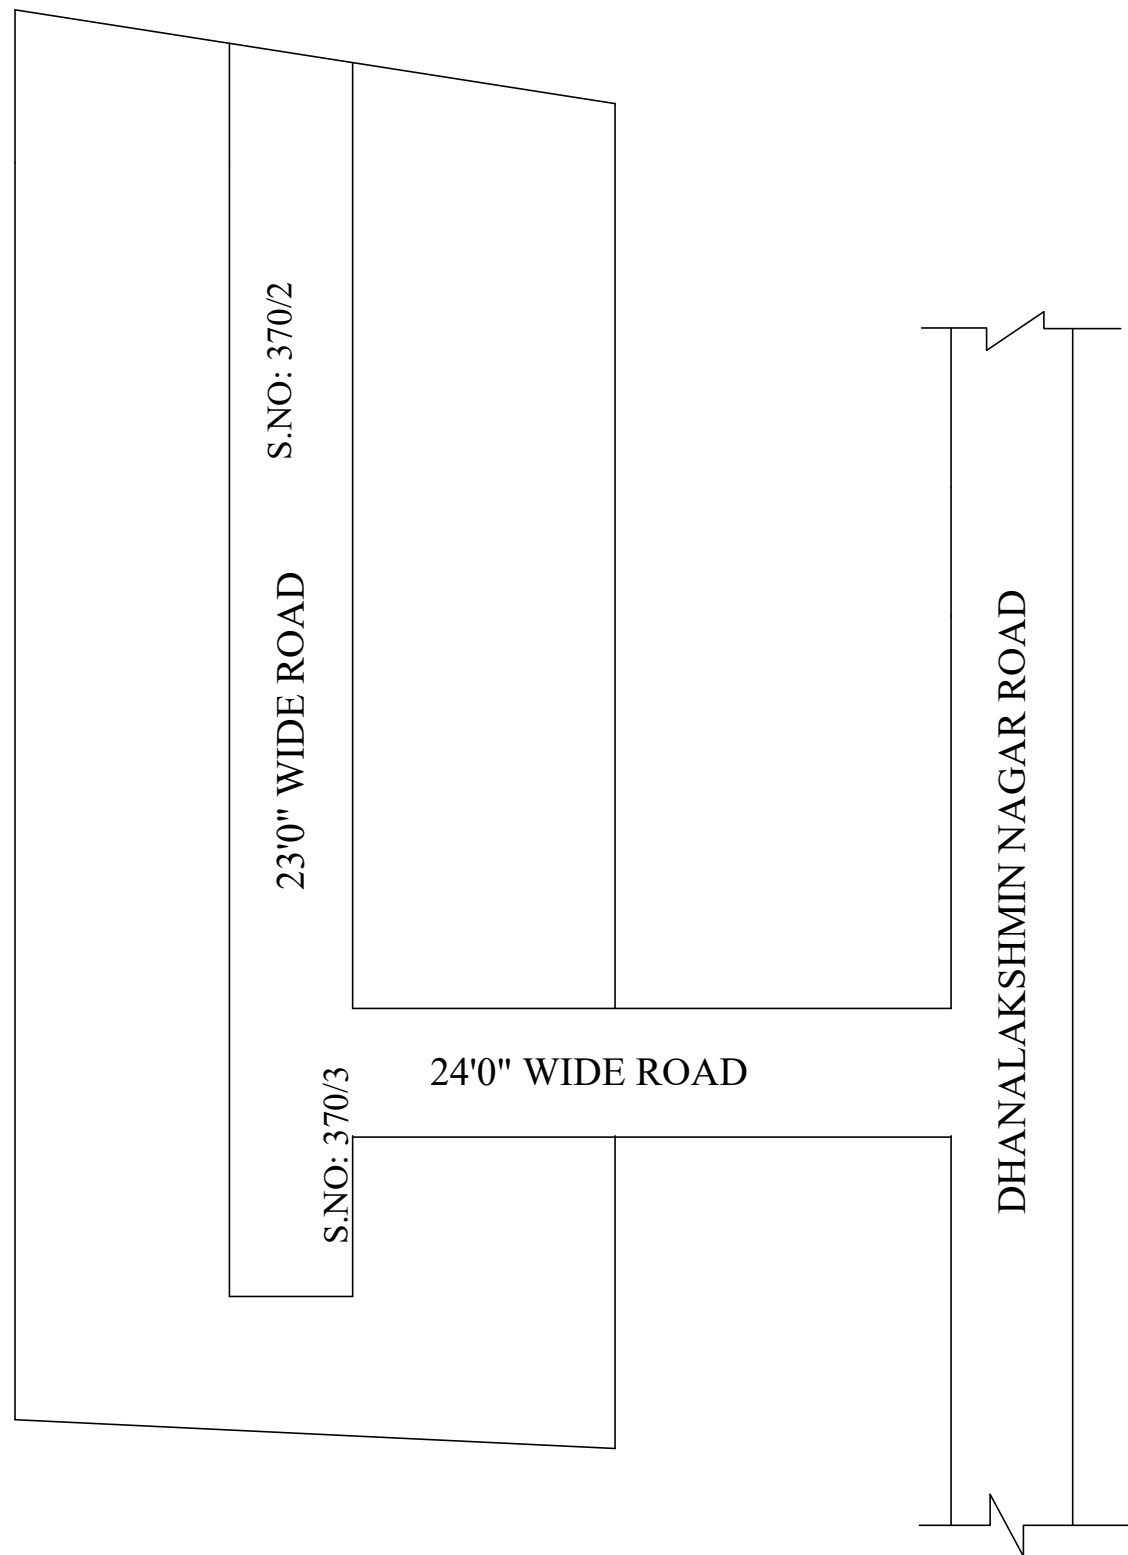 S.NO: 370/2
23'0" WIDE ROAD
S.NO: 370/3
24'0" WIDE ROAD
DHANALAKSHMIN NAGAR ROAD